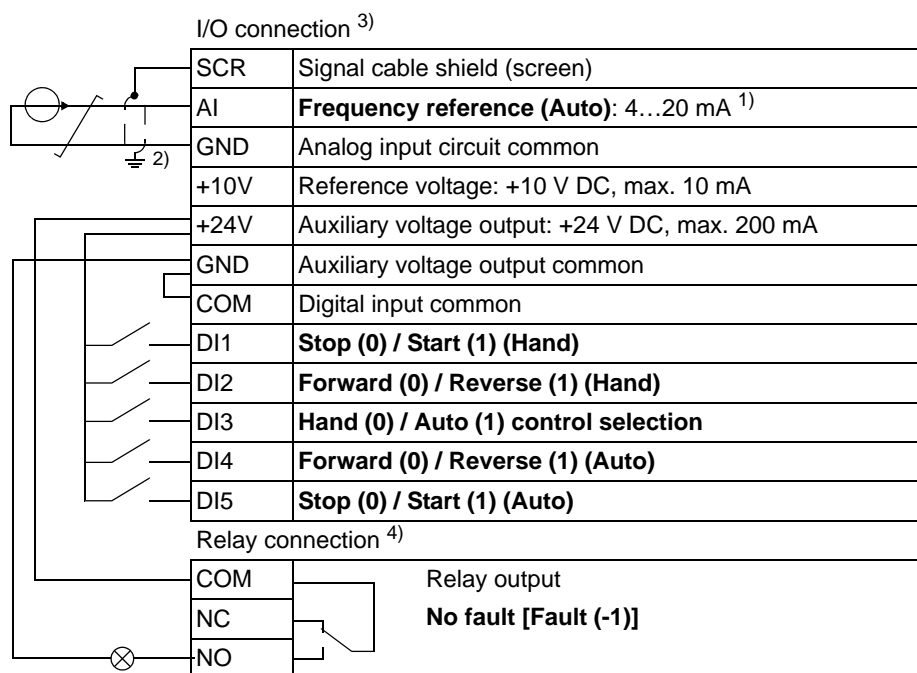 I/O connection 3)
SCR Signal cable shield (screen)
AI Frequency reference (Auto): 4…20 mA 1)
GND Analog input circuit common
2)
+10V Reference voltage: +10 V DC, max. 10 mA
+24V Auxiliary voltage output: +24 V DC, max. 200 mA
GND Auxiliary voltage output common
COM Digital input common
DI1 Stop (0) / Start (1) (Hand)
DI2 Forward (0) / Reverse (1) (Hand)
DI3 Hand (0) / Auto (1) control selection
DI4 Forward (0) / Reverse (1) (Auto)
DI5 Stop (0) / Start (1) (Auto)
Relay connection 4)
COM Relay output
NC No fault [Fault (-1)]
NO